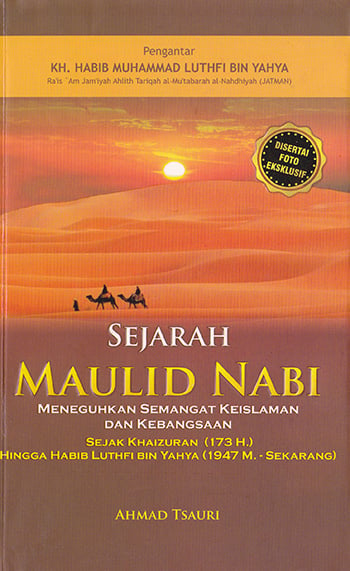 Pengantar
KH. HABIB MUHAMMAD LUTHFI BIN YAHYA
Ra'is `Am Jam'iyah Ahlith Tariqah al-Mu'tabarah al-Nahdhiyah (JATMAN)
DISERTAI
FOTO
EKSKLUSIF
SEJARAH
MAULID NABI
MENEGUHKAN SEMANGAT KEISLAMAN
DAN KEBANGSAAN
SEJAK KHAIZURAN (173 H.)
HINGGA HABIB LUTHFI BIN YAHYA (1947 M. - SEKARANG)
AHMAD TSAURI